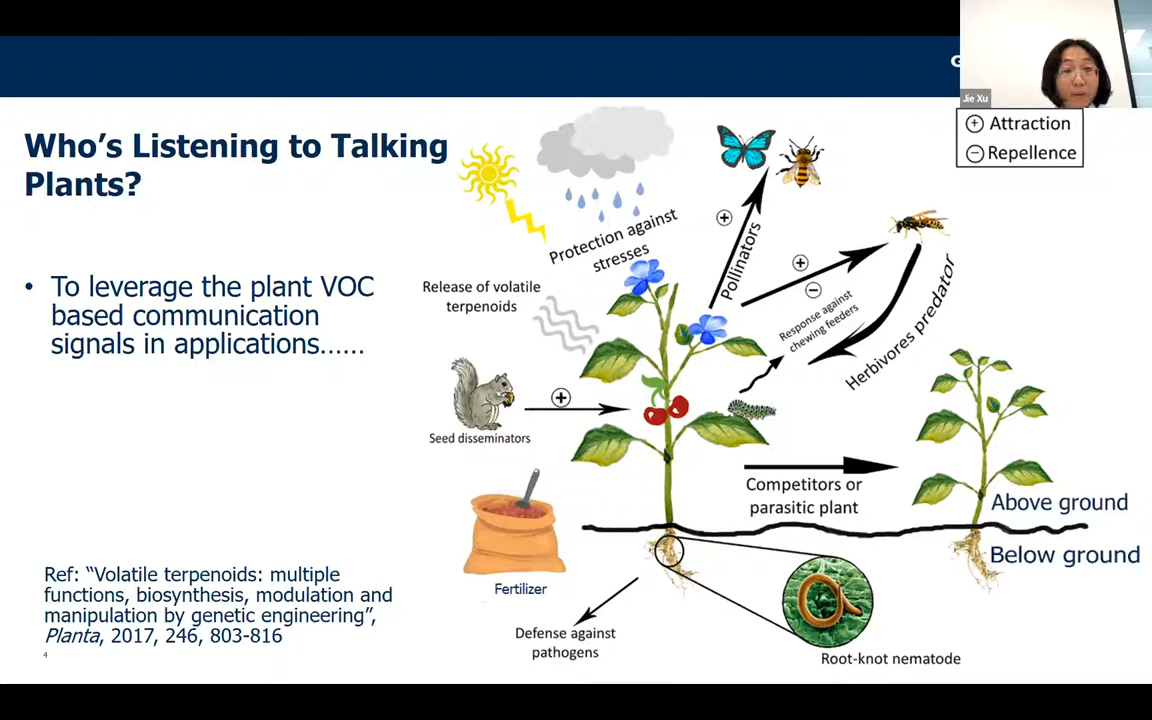 Who's Listening to Talking
Plants?
• To leverage the plant VOC
based communication
signals in applications……
Ref: “Volatile terpenoids: multiple
functions, biosynthesis, modulation and
manipulation by genetic engineering”,
Planta, 2017, 246, 803-816
4
G
Jie Xu
+ Attraction
− Repellence
Protection against
stresses
Release of volatile
terpenoids
+
Pollinators
+
−
Response against
chewing feeders
Herbivores predator
+
Seed disseminators
Competitors or
parasitic plant
Above ground
Below ground
Fertilizer
Defense against
pathogens
Root-knot nematode